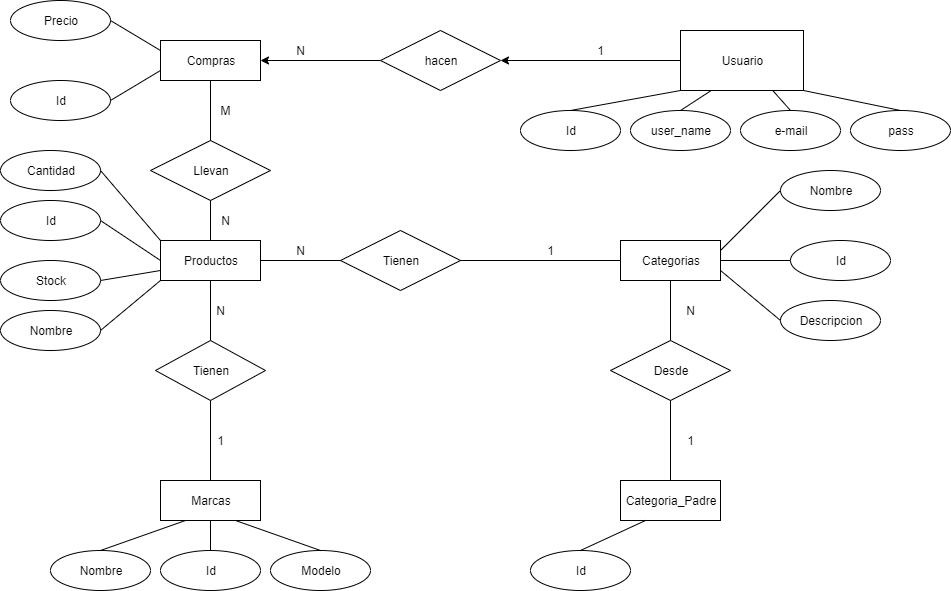 Precio
Compras
N
hacen
1
Usuario
Id
M
Id
user_name
e-mail
pass
Cantidad
Llevan
Nombre
Id
N
Productos
N
Tienen
1
Categorias
Id
Stock
Nombre
N
N
Descripcion
Tienen
Desde
1
1
Marcas
Categoria_Padre
Nombre
Id
Modelo
Id